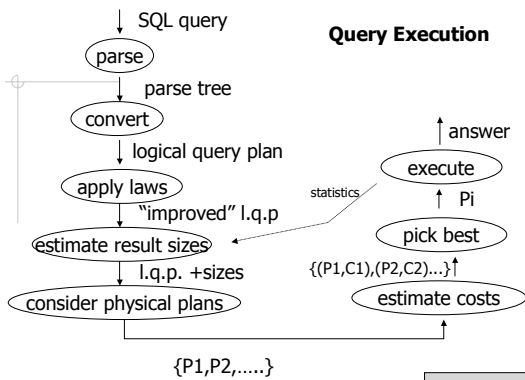 SQL query
Query Execution
parse
parse tree
convert
logical query plan
apply laws
“improved” l.q.p
estimate result sizes
l.q.p. +sizes
consider physical plans
{P1,P2,…..}
estimate costs
{(P1,C1),(P2,C2)...}
pick best
Pi
execute
answer
statistics